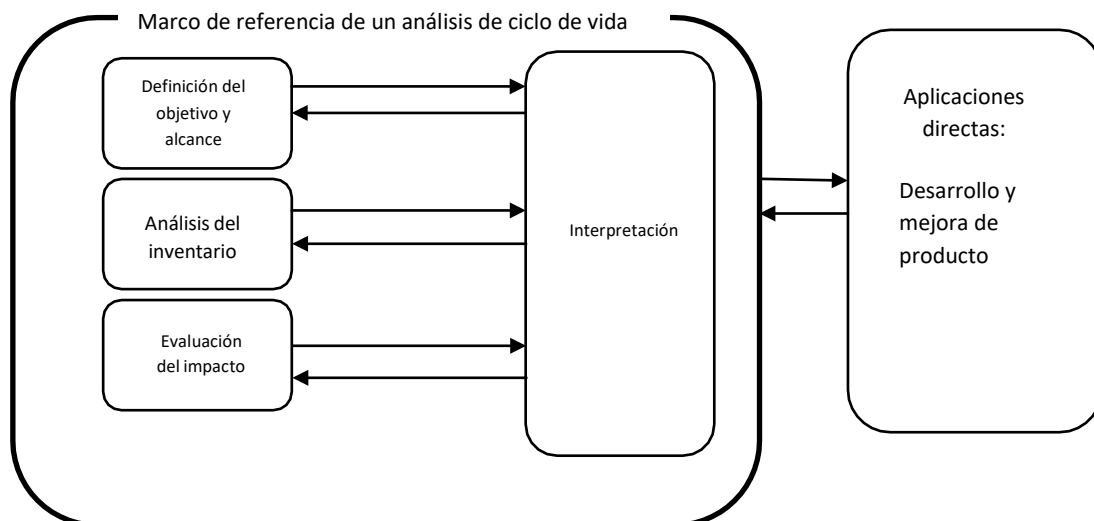 Marco de referencia de un análisis de ciclo de vida
Definición del
objetivo y
alcance
Análisis del
inventario
Evaluación
del impacto
Interpretación
Aplicaciones
directas:
Desarrollo y
mejora de
producto